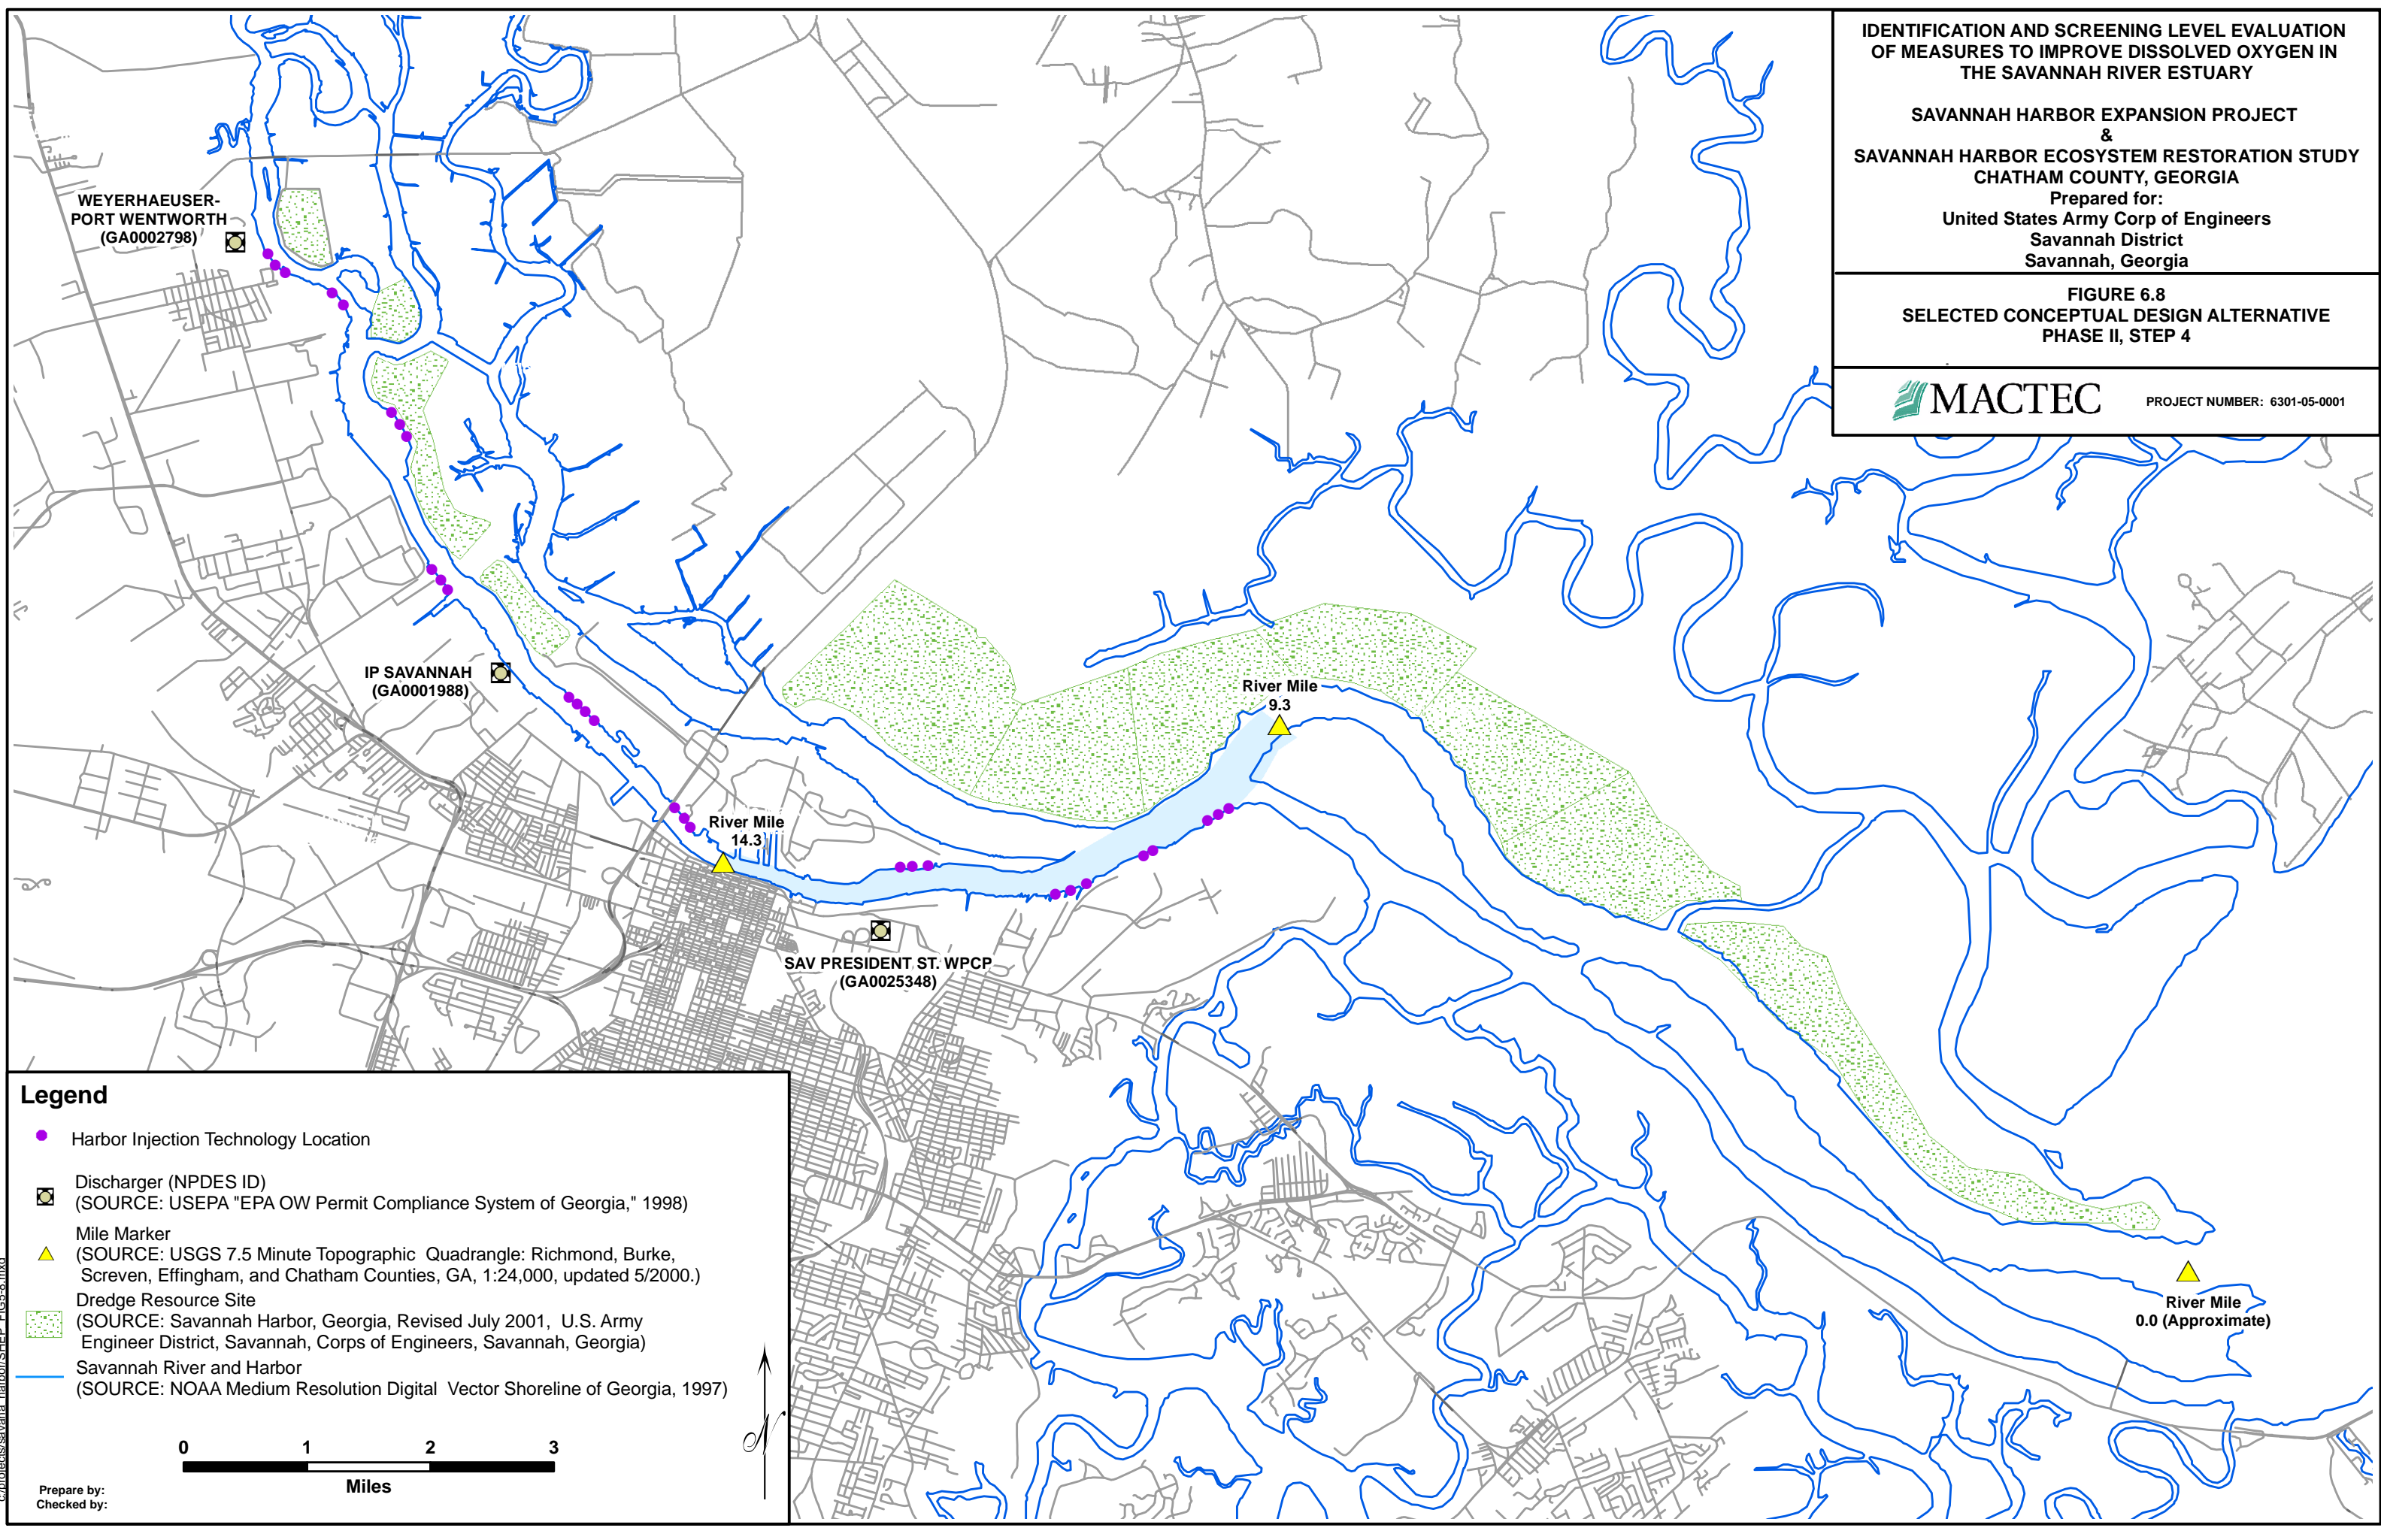 IDENTIFICATION AND SCREENING LEVEL EVALUATION
OF MEASURES TO IMPROVE DISSOLVED OXYGEN IN
THE SAVANNAH RIVER ESTUARY
SAVANNAH HARBOR EXPANSION PROJECT
&
SAVANNAH HARBOR ECOSYSTEM RESTORATION STUDY
CHATHAM COUNTY, GEORGIA
Prepared for:
United States Army Corp of Engineers
Savannah District
Savannah, Georgia
FIGURE 6.8
SELECTED CONCEPTUAL DESIGN ALTERNATIVE
PHASE II, STEP 4
MACTEC
PROJECT NUMBER: 6301-05-0001
WEYERHAEUSER-
PORT WENTWORTH
(GA0002798)
IP SAVANNAH
(GA0001988)
River Mile
9.3
River Mile
14.3
SAV PRESIDENT ST. WPCP
(GA0025348)
River Mile
0.0 (Approximate)
Legend
Harbor Injection Technology Location
Discharger (NPDES ID)
(SOURCE: USEPA "EPA OW Permit Compliance System of Georgia," 1998)
Mile Marker
(SOURCE: USGS 7.5 Minute Topographic Quadrangle: Richmond, Burke,
Screven, Effingham, and Chatham Counties, GA, 1:24,000, updated 5/2000.)
Dredge Resource Site
(SOURCE: Savannah Harbor, Georgia, Revised July 2001, U.S. Army
Engineer District, Savannah, Corps of Engineers, Savannah, Georgia)
Savannah River and Harbor
(SOURCE: NOAA Medium Resolution Digital Vector Shoreline of Georgia, 1997)
0 1 2 3
Miles
N
Prepare by:
Checked by: